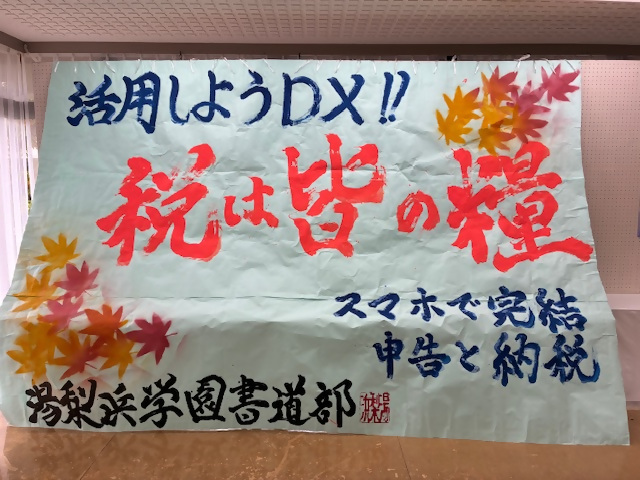 活用しようDX!!
税は皆の糧
スマホで完結
申告と納税
湯梨浜学園書道部